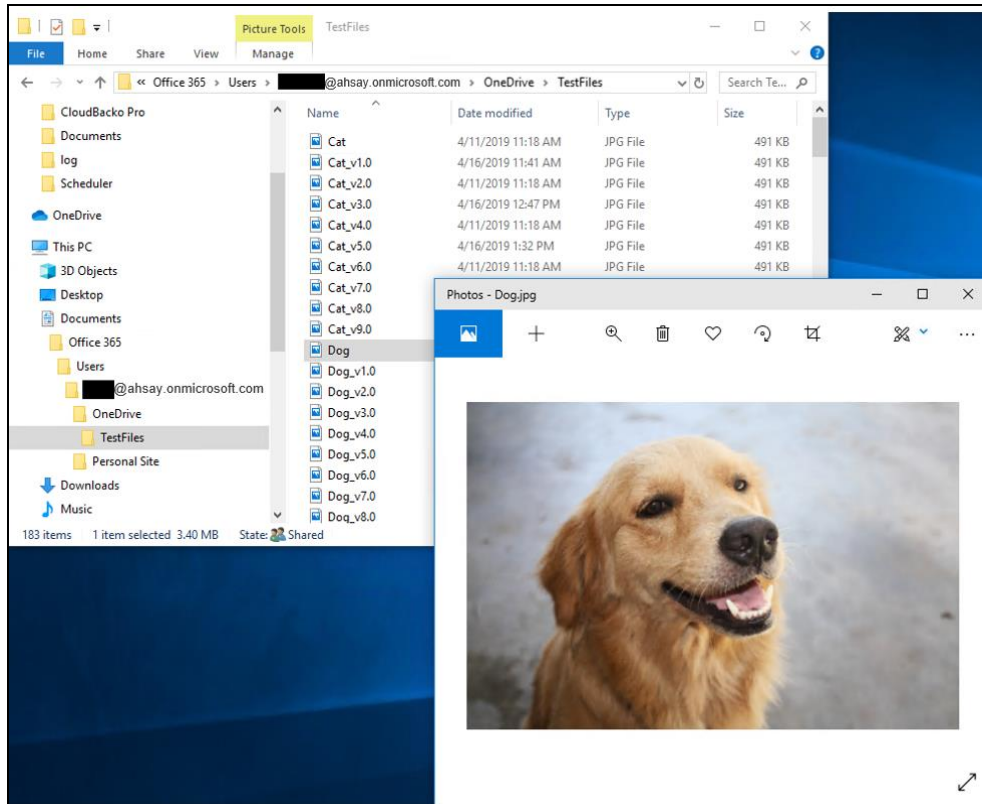 Picture Tools TestFiles
File Home Share View Manage
« Office 365 › Users › @ahsay.onmicrosoft.com › OneDrive › TestFiles Search Te...
CloudBacko Pro
Documents
log
Scheduler
OneDrive
This PC
3D Objects
Desktop
Documents
Office 365
Users
@ahsay.onmicrosoft.com
OneDrive
TestFiles
Personal Site
Downloads
Music
Name Date modified Type Size
Cat 4/11/2019 11:18 AM JPG File 491 KB
Cat_v1.0 4/16/2019 11:41 AM JPG File 491 KB
Cat_v2.0 4/11/2019 11:18 AM JPG File 491 KB
Cat_v3.0 4/16/2019 12:47 PM JPG File 491 KB
Cat_v4.0 4/11/2019 11:18 AM JPG File 491 KB
Cat_v5.0 4/16/2019 1:32 PM JPG File 491 KB
Cat_v6.0 4/11/2019 11:18 AM JPG File 491 KB
Cat_v7.0
Cat_v8.0
Cat_v9.0
Dog
Dog_v1.0
Dog_v2.0
Dog_v3.0
Dog_v4.0
Dog_v5.0
Dog_v6.0
Dog_v7.0
Dog_v8.0
183 items 1 item selected 3.40 MB State: Shared
Photos - Dog.jpg